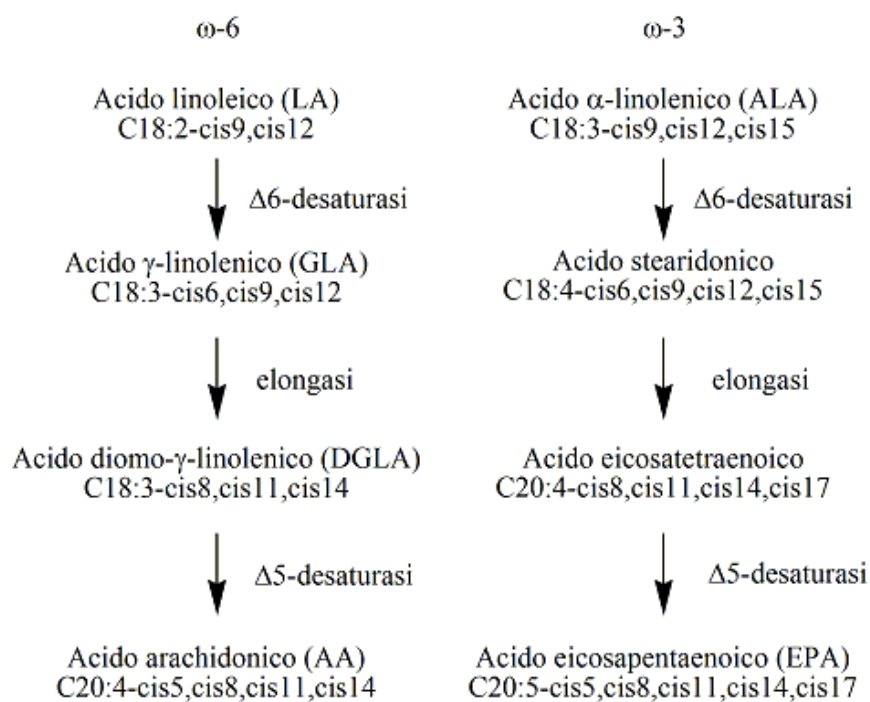 ω-6
ω-3
Acido linoleico (LA)
C18:2-cis9,cis12
Acido α-linolenico (ALA)
C18:3-cis9,cis12,cis15
Δ6-desaturasi
Δ6-desaturasi
Acido γ-linolenico (GLA)
C18:3-cis6,cis9,cis12
Acido stearidonico
C18:4-cis6,cis9,cis12,cis15
elongasi
elongasi
Acido diomo-γ-linolenico (DGLA)
C18:3-cis8,cis11,cis14
Acido eicosatetraenoico
C20:4-cis8,cis11,cis14,cis17
Δ5-desaturasi
Δ5-desaturasi
Acido arachidonico (AA)
C20:4-cis5,cis8,cis11,cis14
Acido eicosapentaenoico (EPA)
C20:5-cis5,cis8,cis11,cis14,cis17